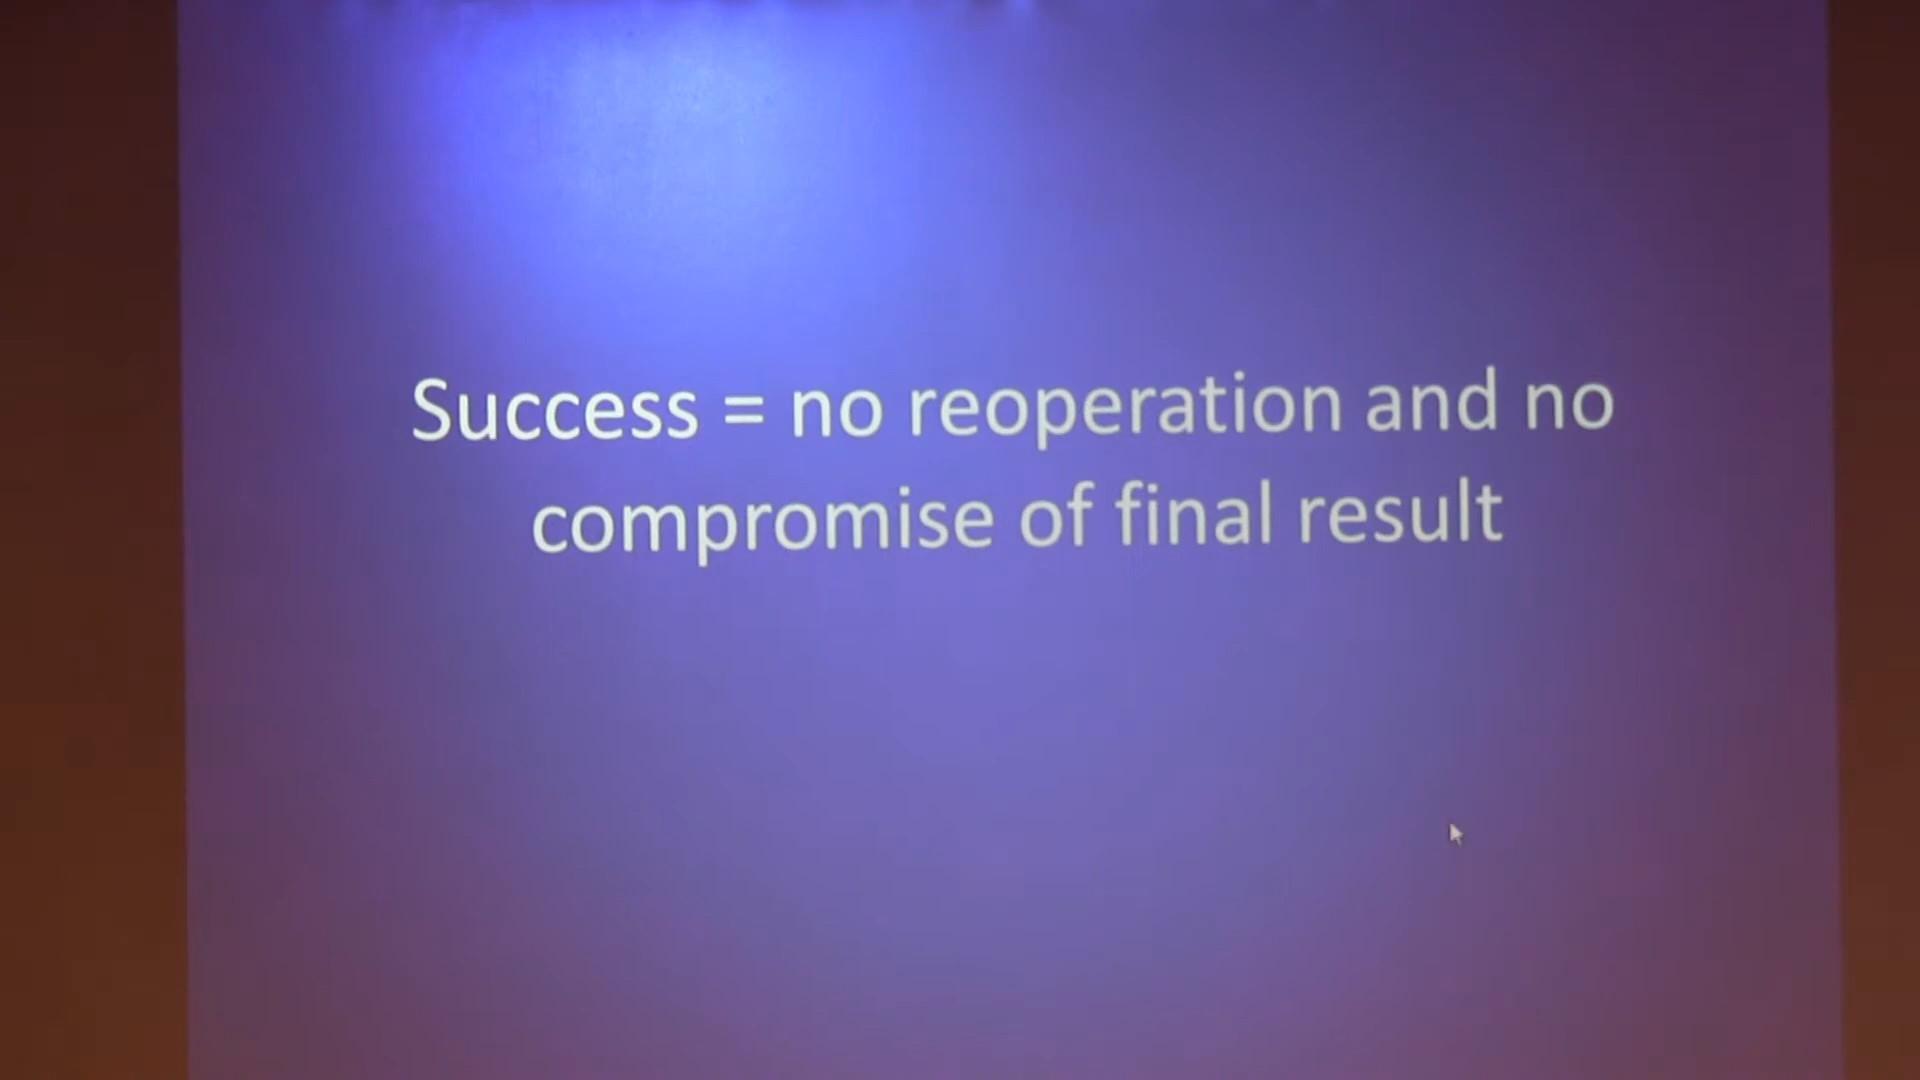 Success = no reoperation and no
compromise of final result